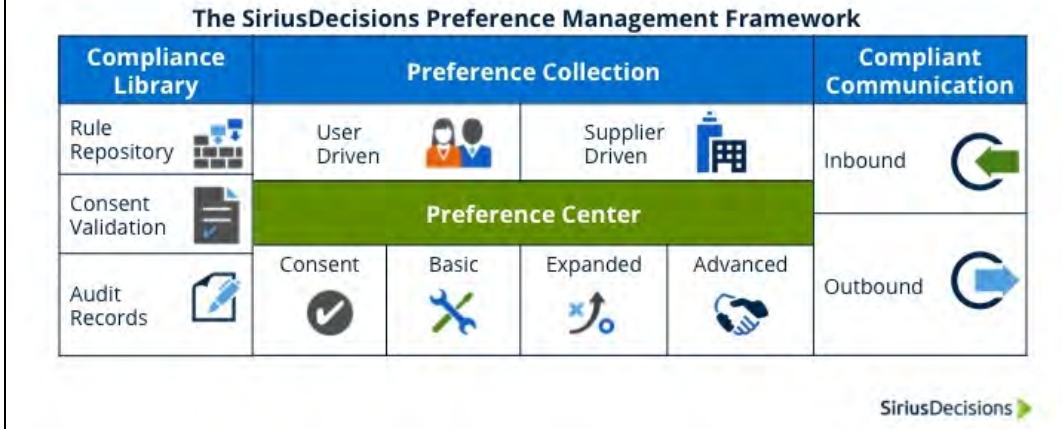 The SiriusDecisions Preference Management Framework
Compliance
Library
Preference Collection
Compliant
Communication
Rule
Repository
User
Driven
Supplier
Driven
Inbound
Consent
Validation
Preference Center
Consent
Basic
Expanded
Advanced
Audit
Records
Outbound
SiriusDecisions